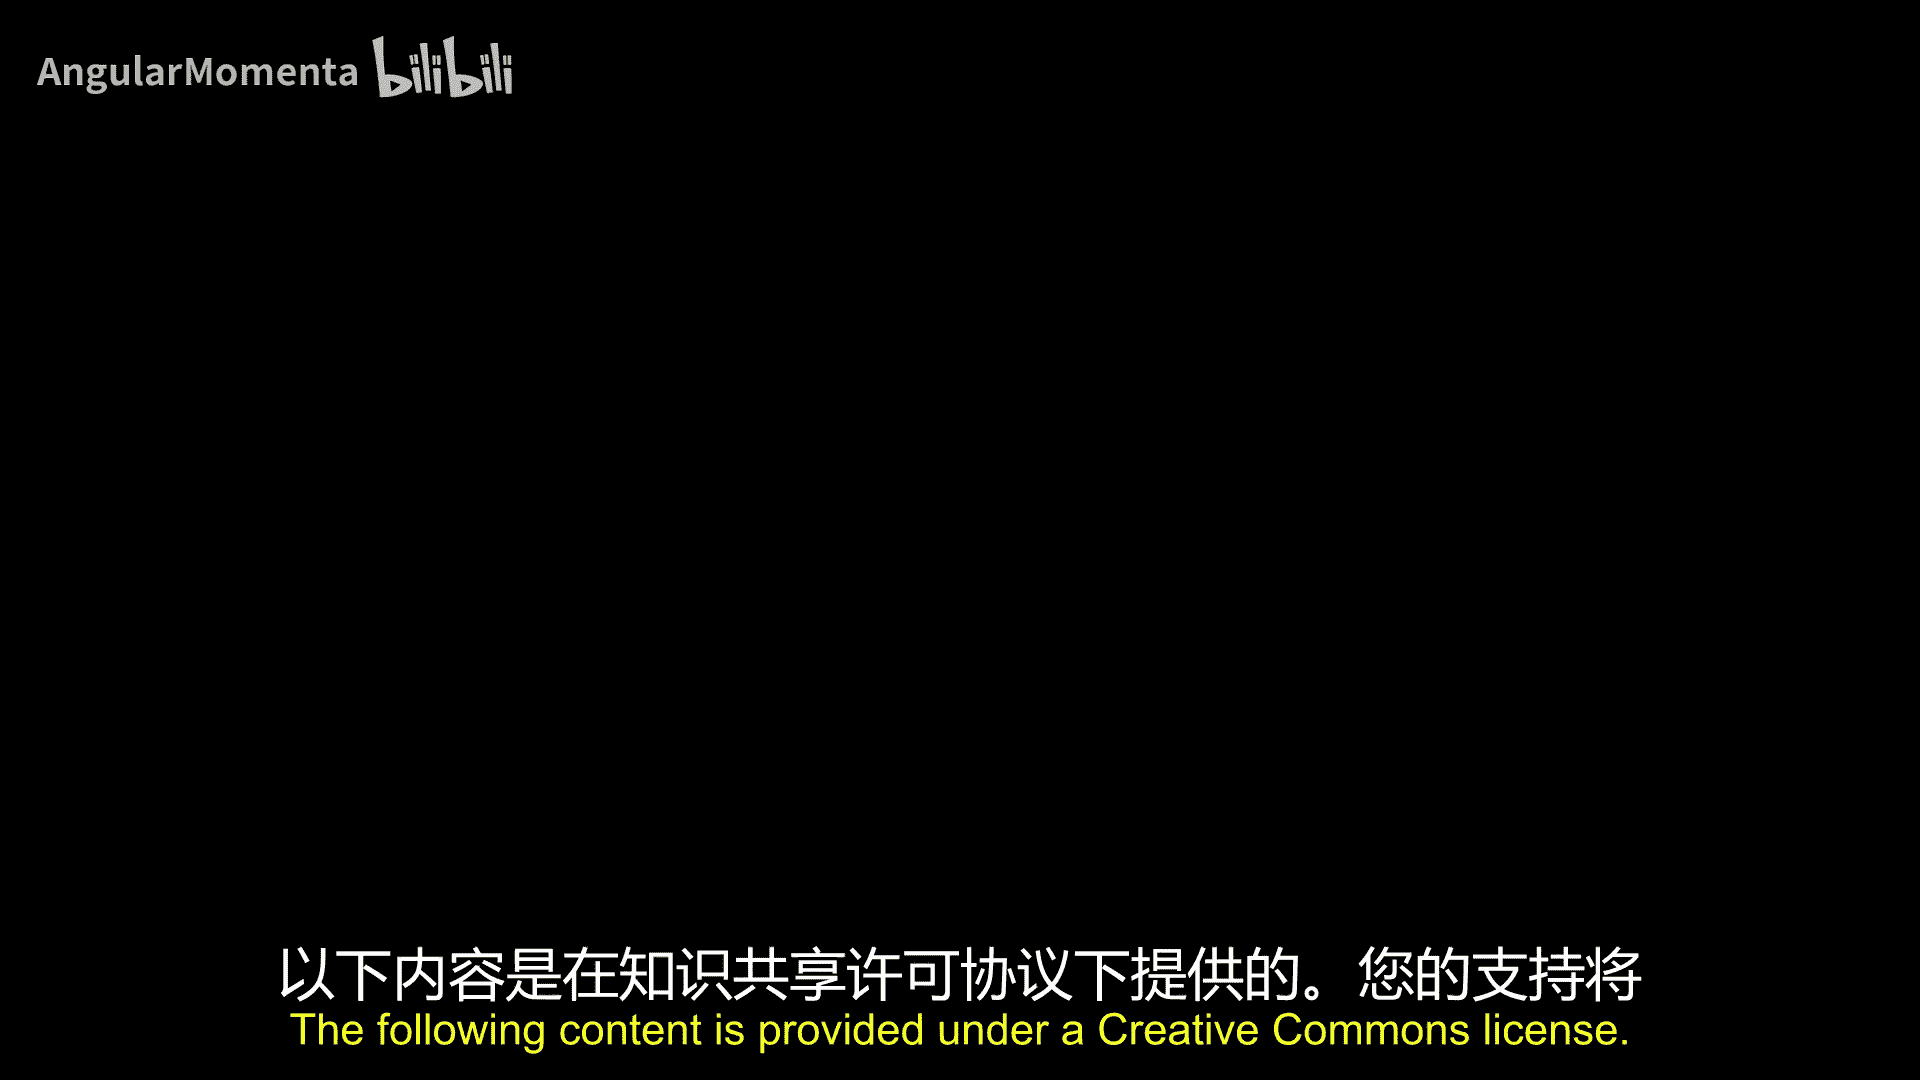 AngularMomenta bilibili
以下内容是在知识共享许可协议下提供的。您的支持将
The following content is provided under a Creative Commons license.